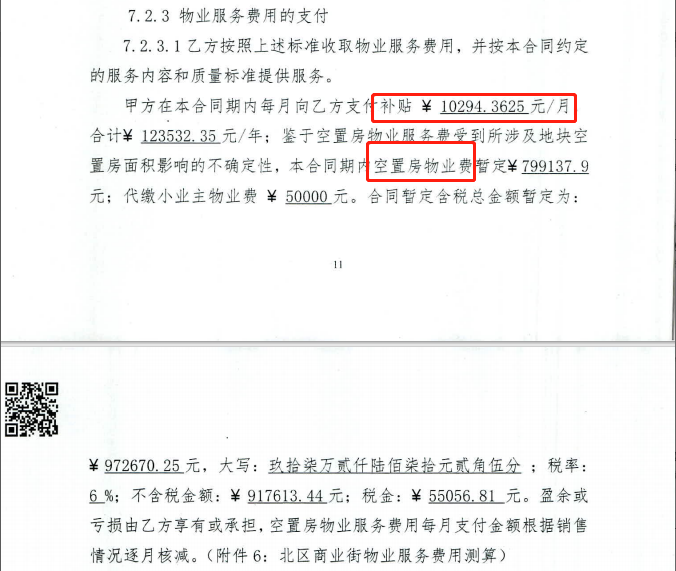 7.2.3 物业服务费用的支付
7.2.3.1乙方按照上述标准收取物业服务费用，并按本合同约定
的服务内容和质量标准提供服务。
甲方在本合同期内每月向乙方支付补贴 ￥ 10294.3625 元/月
合计￥ 123532.35 元/年；鉴于空置房物业服务费受到所涉及地块空
置房面积影响的不确定性，本合同期内空置房物业费暂定￥799137.9
元；代缴小业主物业费 ￥ 50000 元。合同暂定含税总金额暂定为：
11
￥ 972670.25 元，大写：玖拾柒万贰仟陆佰柒拾元贰角伍分 ；税率：
6 %；不含税金额：￥ 917613.44 元；税金：￥ 55056.81 元。盈余或
亏损由乙方享有或承担，空置房物业服务费用每月支付金额根据销售
情况逐月核减。（附件 6：北区商业街物业服务费用测算）